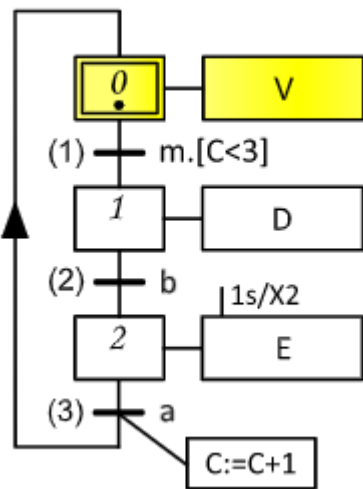 0 V
(1) m.[C<3]
1 D
(2) b
1s/X2
2 E
(3) a
C:=C+1